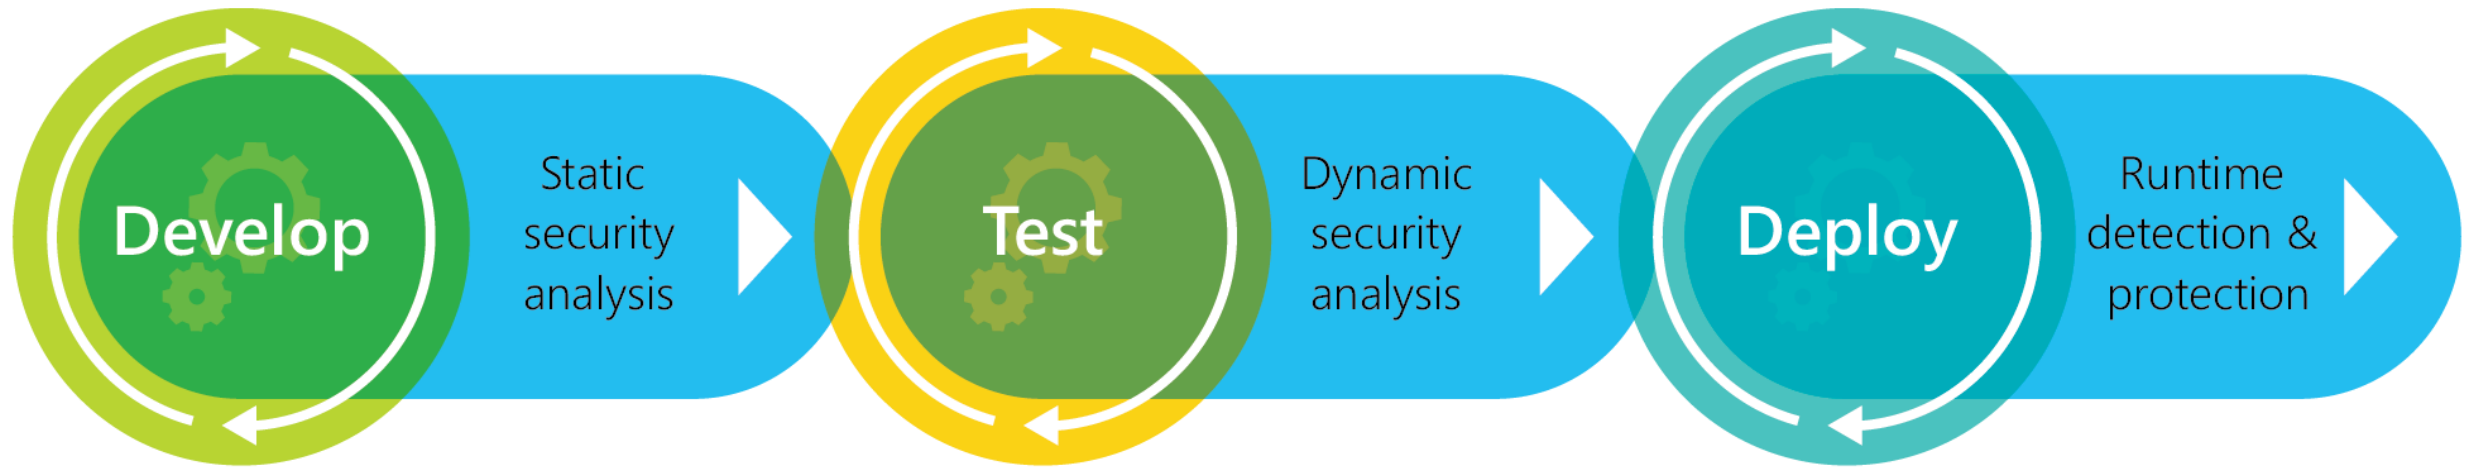 Develop
Static
security
analysis
Test
Dynamic
security
analysis
Deploy
Runtime
detection &
protection